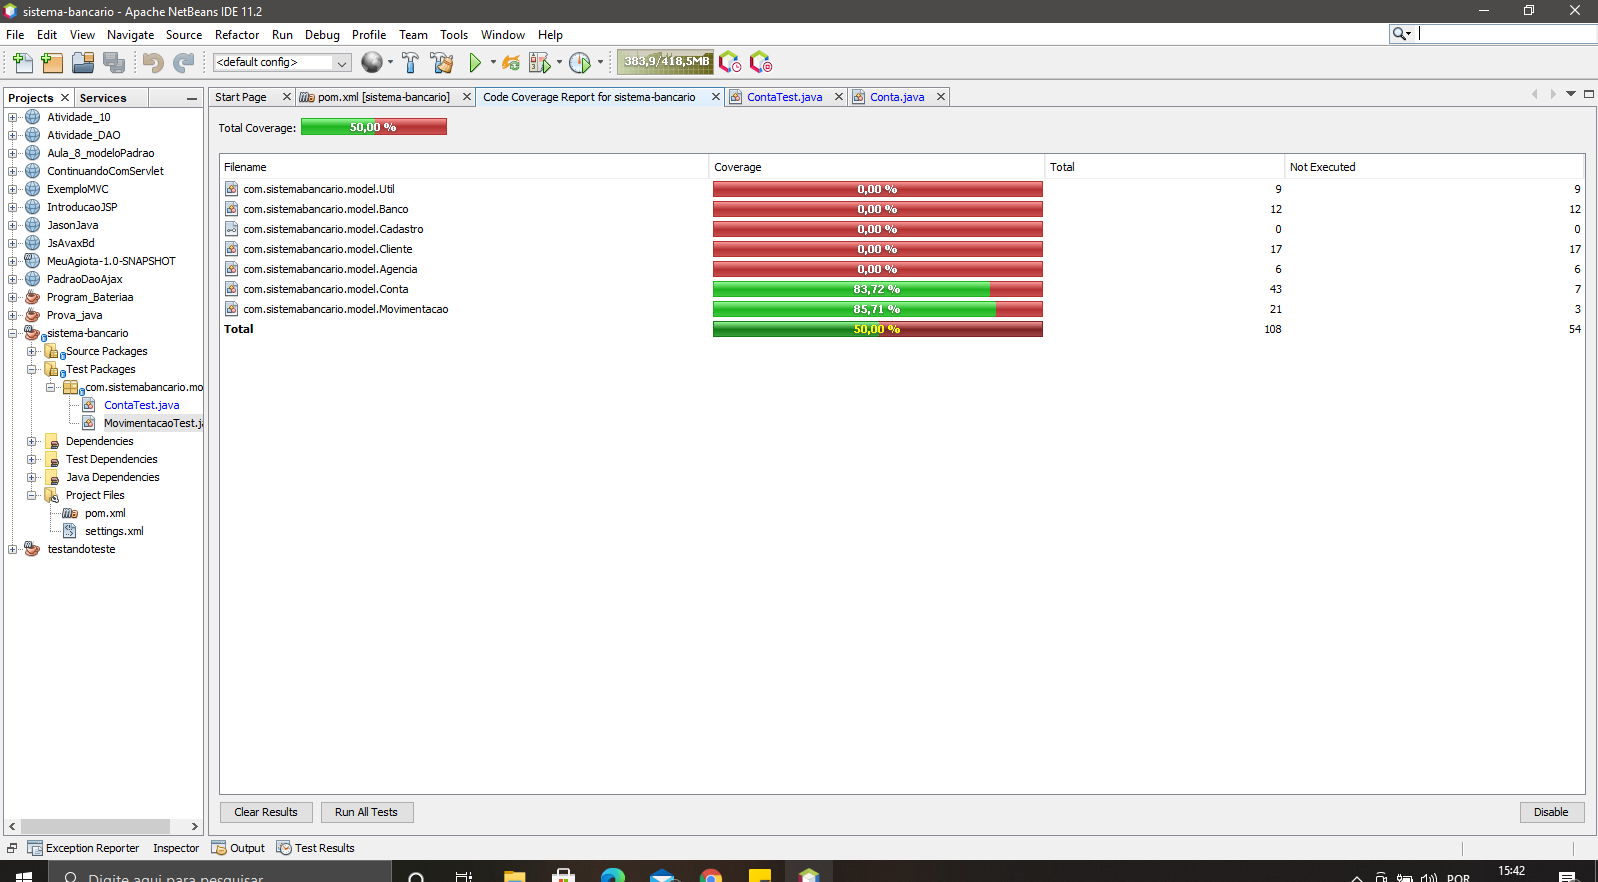 sistema-bancario - Apache NetBeans IDE 11.2
File Edit View Navigate Source Refactor Run Debug Profile Team Tools Window Help
<default config>
383,9/418,5MB
Projects Services
Start Page pom.xml [sistema-bancario] Code Coverage Report for sistema-bancario ContaTest.java Conta.java
Atividade_10
Atividade_DAO
Aula_8_modeloPadrao
ContinuandoComServlet
ExemploMVC
IntroducaoJSP
JasonJava
JsAvaxBd
MeuAgiota-1.0-SNAPSHOT
PadraoDaoAjax
Program_Bateriaa
Prova_java
sistema-bancario
Source Packages
Test Packages
com.sistemabancario.mo
ContaTest.java
MovimentacaoTest.ja
Dependencies
Test Dependencies
Java Dependencies
Project Files
pom.xml
settings.xml
testandoteste
Total Coverage: 50,00 %
Filename Coverage Total Not Executed
com.sistemabancario.model.Util 0,00 % 9 9
com.sistemabancario.model.Banco 0,00 % 12 12
com.sistemabancario.model.Cadastro 0,00 % 0 0
com.sistemabancario.model.Cliente 0,00 % 17 17
com.sistemabancario.model.Agencia 0,00 % 6 6
com.sistemabancario.model.Conta 83,72 % 43 7
com.sistemabancario.model.Movimentacao 85,71 % 21 3
Total 50,00 % 108 54
Clear Results Run All Tests Disable
Exception Reporter Inspector Output Test Results
Digite aqui para pesquisar
POR
15:42